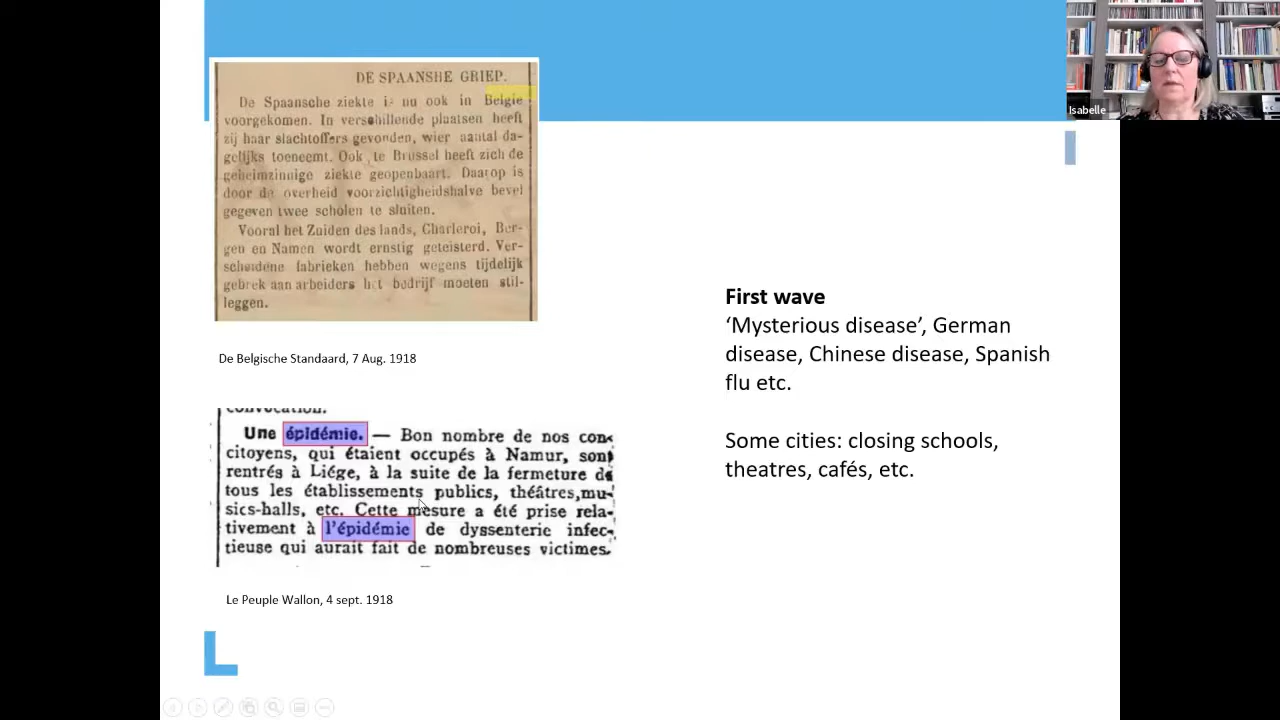 DE SPAANSHE GRIEP.
De Spaansche ziekte is nu ook in Belgie
voorgekomen. In verschillende plaatsen heeft
zij haar slachtoffers gevonden, wier aantal da-
gelijks toeneemt. Ook te Brussel heeft zich de
geheimzinnige ziekte geopenbaart. Daarop is
door de overheid voorzichtigheidshalve bevel
gegeven twee scholen te sluiten.
Vooral het Zuiden des lands, Charleroi, Ber-
gen en Namen wordt ernstig geteisterd. Ver-
scheidene fabrieken hebben wegens tijdelijk
gebrek aan arbeiders het bedrijf moeten stil-
leggen.
De Belgische Standaard, 7 Aug. 1918
convocation.
Une épidémie. — Bon nombre de nos con-
citoyens, qui étaient occupés à Namur, sont
rentrés à Liége, à la suite de la fermeture de
tous les établissements publics, théâtres, mu-
sics-halls, etc. Cette mesure a été prise rela-
tivement à l'épidémie de dyssenterie infec-
tieuse qui aurait fait de nombreuses victimes.
Le Peuple Wallon, 4 sept. 1918
First wave
‘Mysterious disease’, German
disease, Chinese disease, Spanish
flu etc.
Some cities: closing schools,
theatres, cafés, etc.
Isabelle